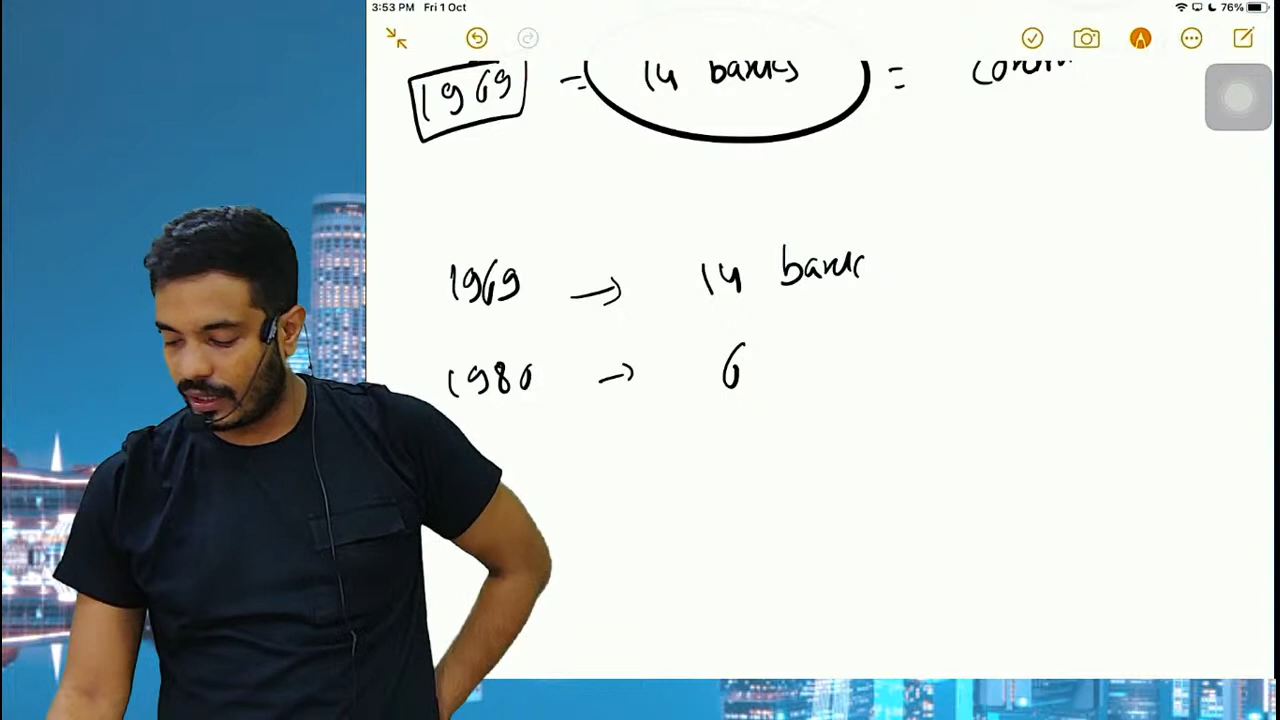 3:53 PM Fri 1 Oct 76%
1969 = 14 banks =
1969 → 14 bank
1980 → 6